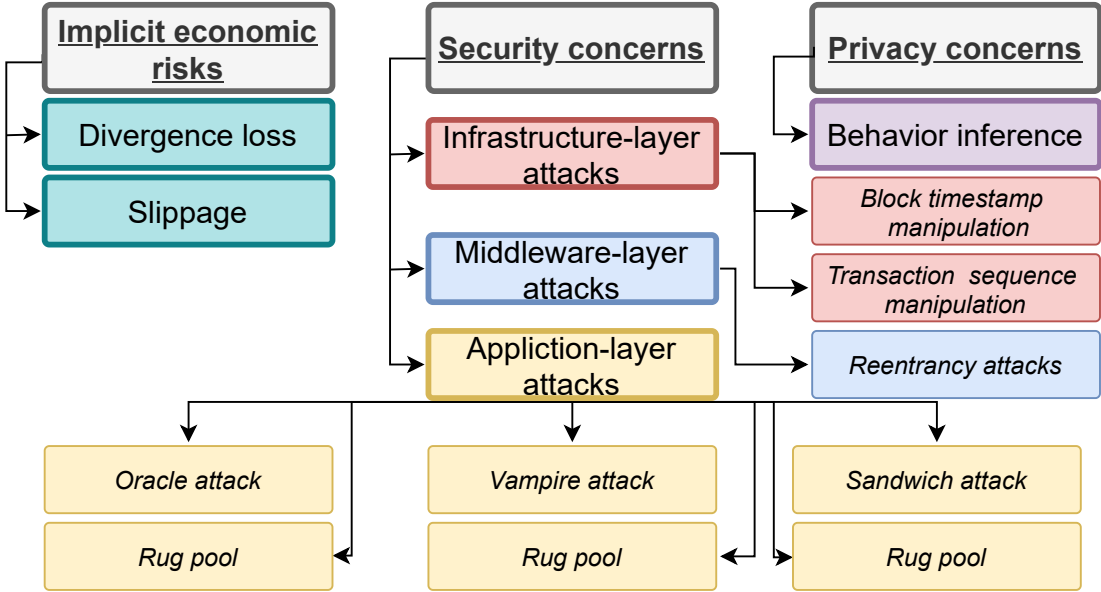 Implicit economic
risks
Divergence loss
Slippage
Security concerns
Infrastructure-layer
attacks
Middleware-layer
attacks
Appliction-layer
attacks
Privacy concerns
Behavior inference
Block timestamp
manipulation
Transaction sequence
manipulation
Reentrancy attacks
Oracle attack
Vampire attack
Sandwich attack
Rug pool
Rug pool
Rug pool